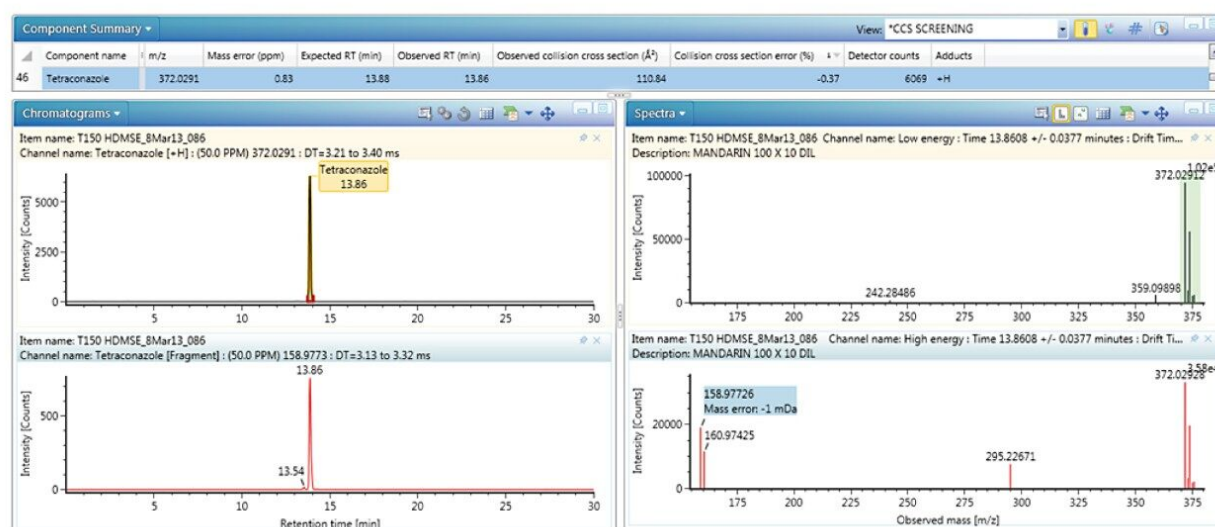 Component Summary
View: *CCS SCREENING
Component name m/z Mass error (ppm) Expected RT (min) Observed RT (min) Observed collision cross section (Å²) Collision cross section error (%) Detector counts Adducts
46 Tetraconazole 372.0291 0.83 13.88 13.86 110.84 -0.37 6069 +H
Chromatograms
Item name: T150 HDMSE_8Mar13_086
Channel name: Tetraconazole [+H] : (50.0 PPM) 372.0291 : DT=3.21 to 3.40 ms
Tetraconazole
13.86
Intensity [Counts]
5000
2500
0
5 10 15 20 25 30
Item name: T150 HDMSE_8Mar13_086
Channel name: Tetraconazole [Fragment] : (50.0 PPM) 158.9773 : DT=3.13 to 3.32 ms
13.86
13.54
Intensity [Counts]
500
0
5 10 15 20 25 30
Retention time [min]
Spectra
Item name: T150 HDMSE_8Mar13_086 Channel name: Low energy : Time 13.8608 +/- 0.0377 minutes : Drift Tim...
Description: MANDARIN 100 X 10 DIL
372.02912
359.09898
242.28486
Intensity [Counts]
100000
50000
0
175 200 225 250 275 300 325 350 375
Item name: T150 HDMSE_8Mar13_086 Channel name: High energy : Time 13.8608 +/- 0.0377 minutes : Drift Ti...
Description: MANDARIN 100 X 10 DIL
372.02928
158.97726
Mass error: -1 mDa
160.97425
295.22671
Intensity [Counts]
20000
0
175 200 225 250 275 300 325 350 375
Observed mass [m/z]